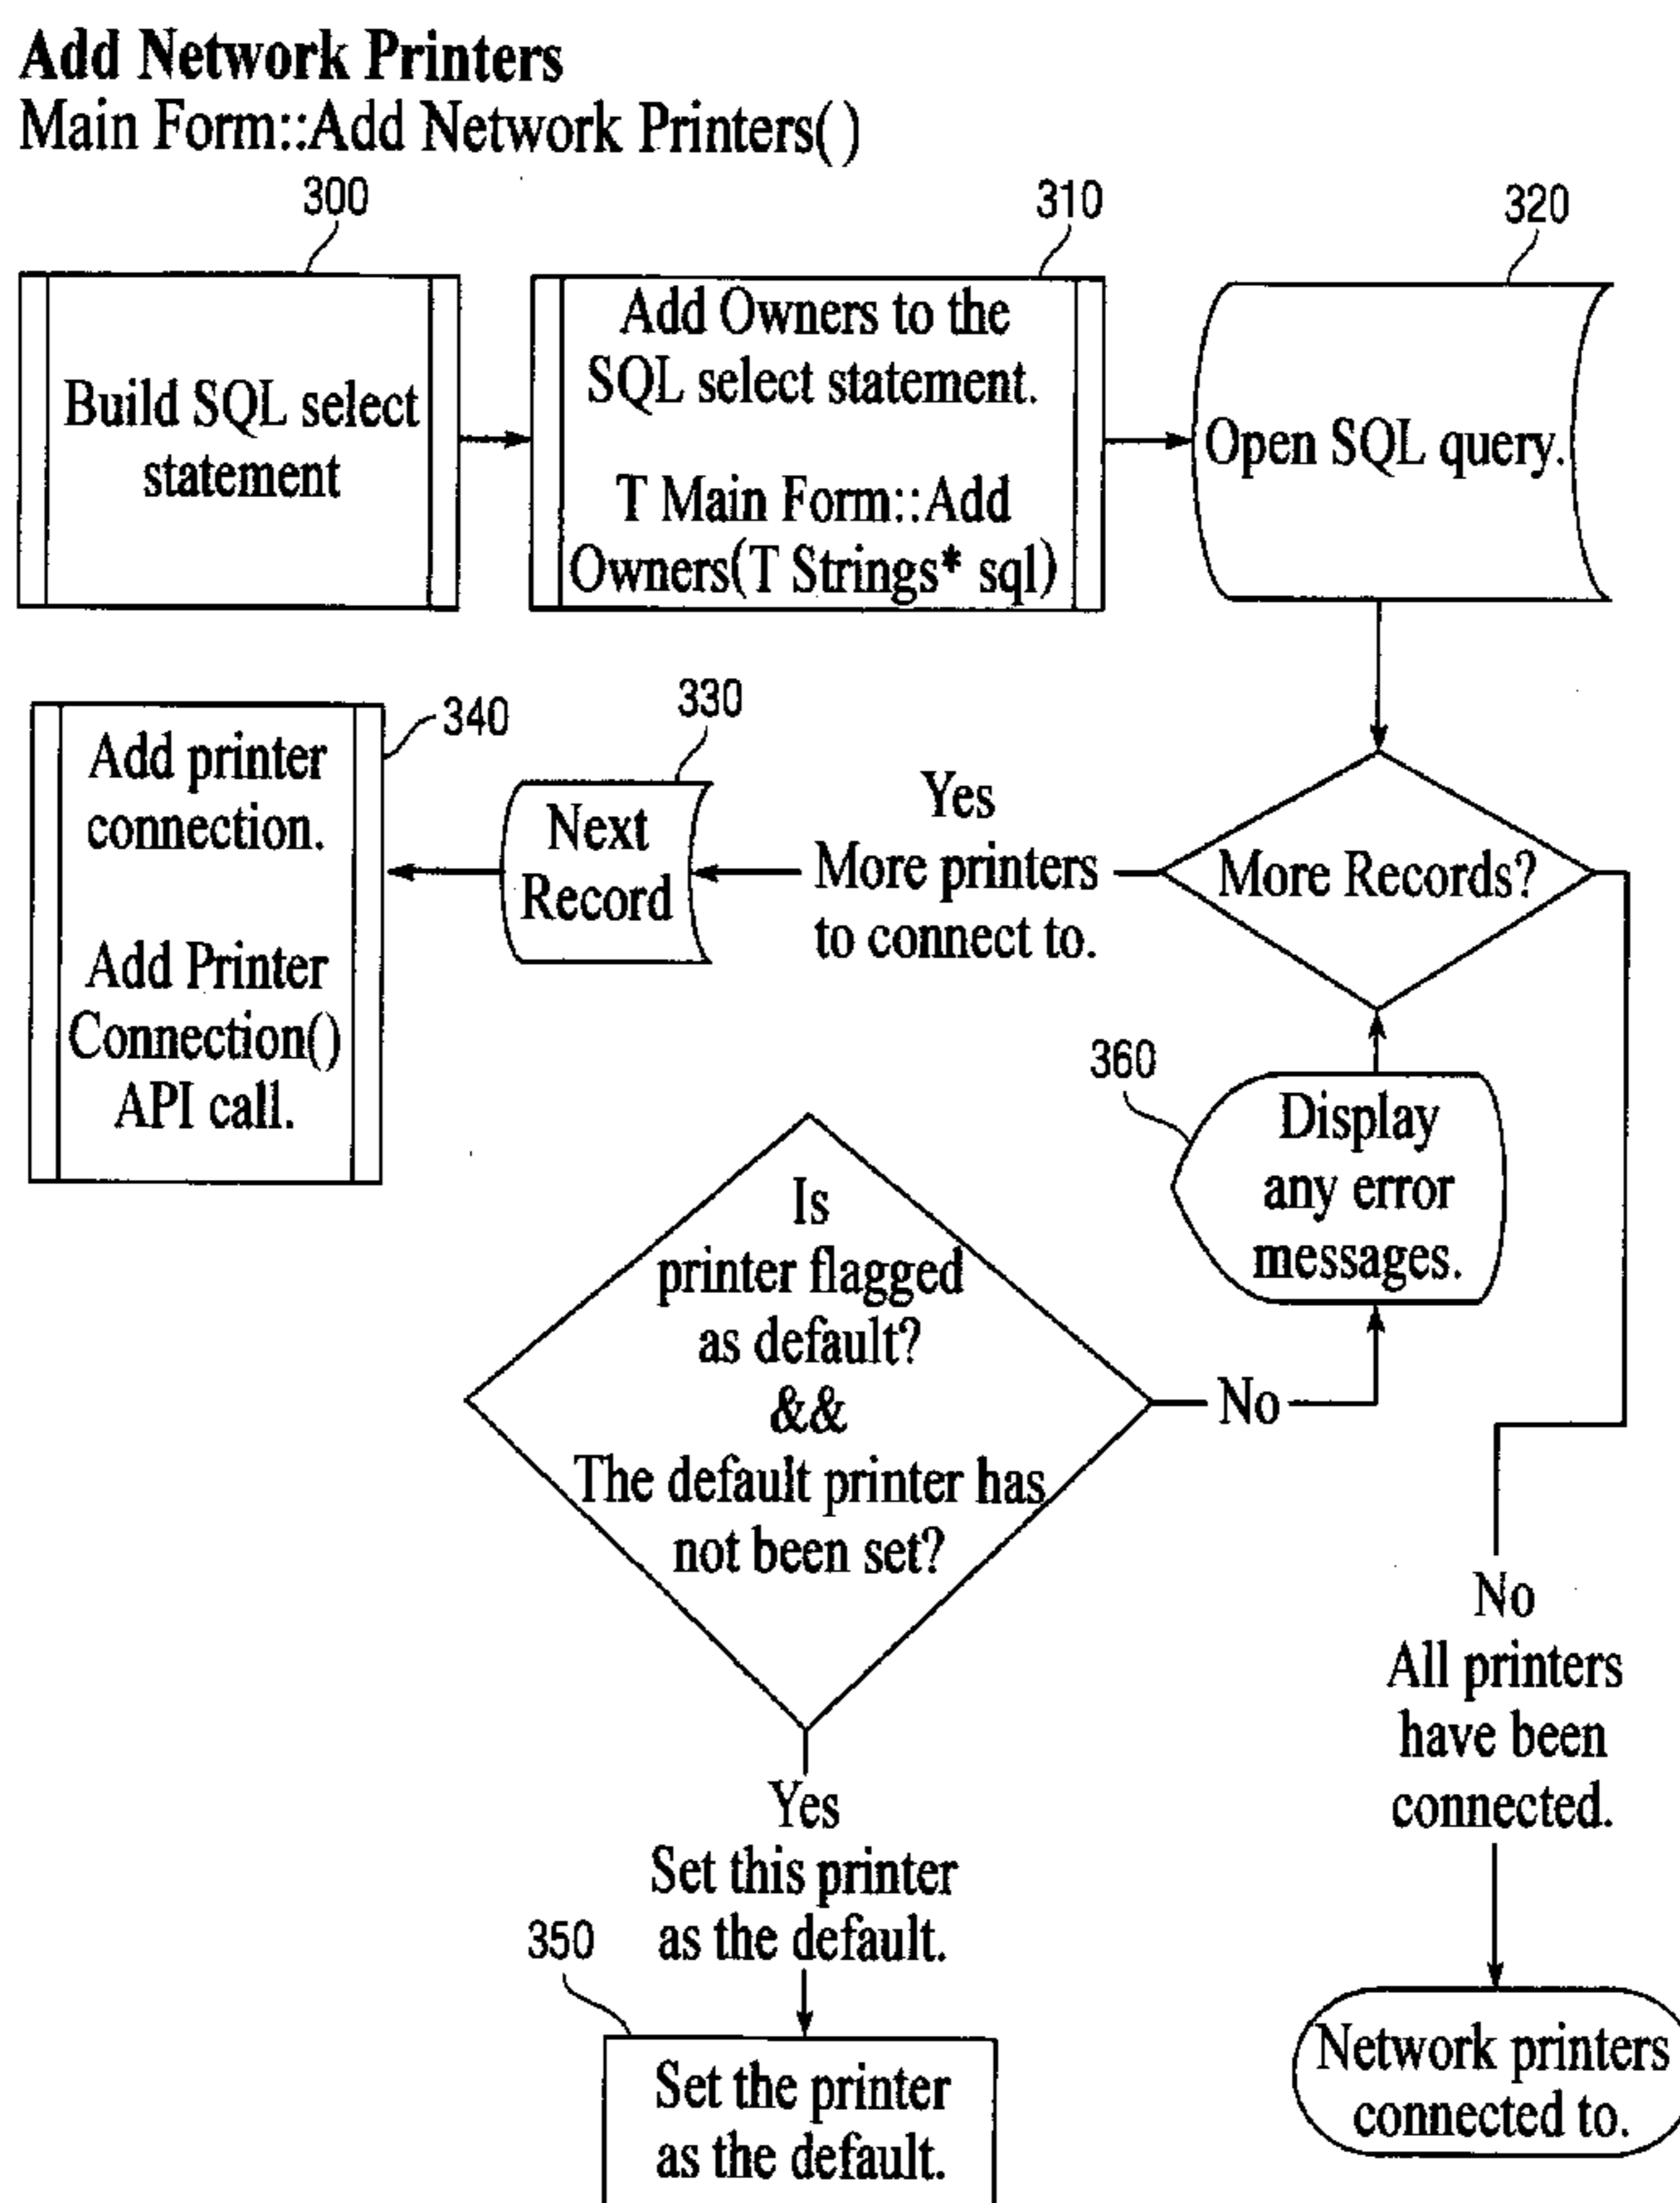 Add Network Printers
Main Form::Add Network Printers()
300
310
320
Build SQL select
statement
Add Owners to the
SQL select statement.
T Main Form::Add
Owners(T Strings* sql)
Open SQL query.
340
Add printer
connection.
Add Printer
Connection()
API call.
330
Next
Record
Yes
More printers
to connect to.
More Records?
360
Display
any error
messages.
Is
printer flagged
as default?
&&
The default printer has
not been set?
No
Yes
Set this printer
as the default.
350
Set the printer
as the default.
No
All printers
have been
connected.
Network printers
connected to.